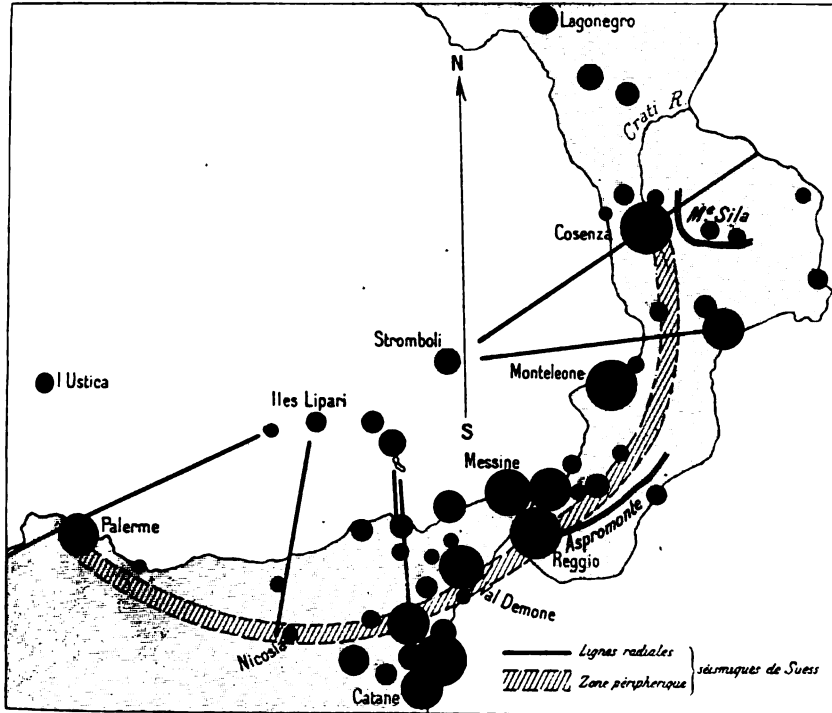 Lagonegro
N
Crati R.
Mte Sila
Cosenza
Stromboli
I Ustica
Monteleone
Iles Lipari
S
Messine
Palerme
Aspromonte
Reggio
Val Demone
Nicosia
Lignes radiales
Zone péripherique
séismiques de Suess
Catane